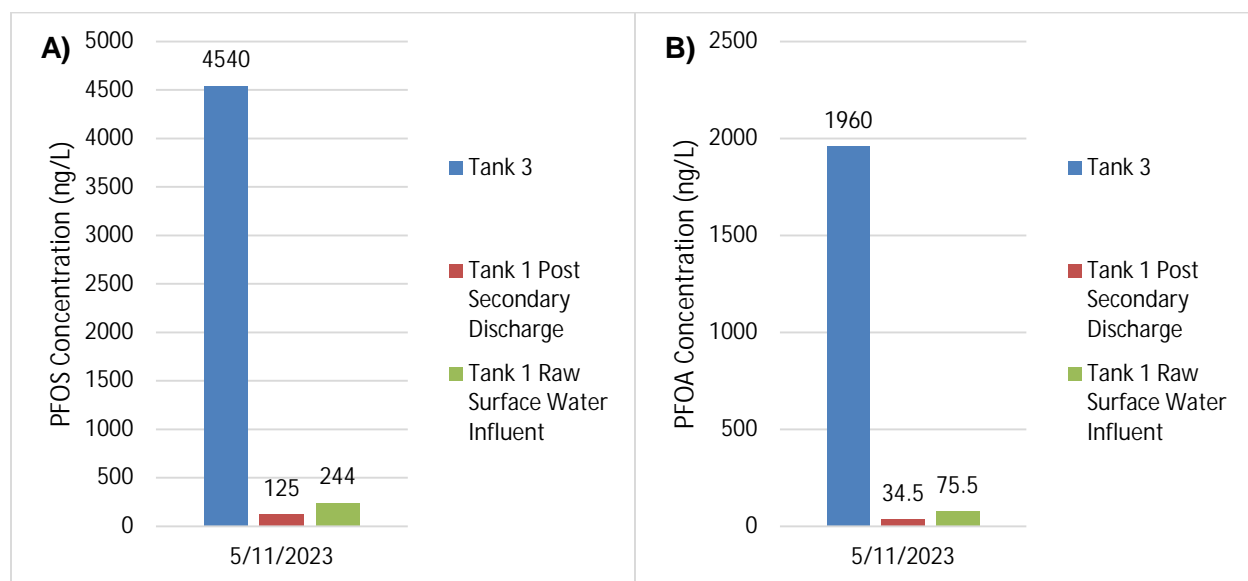 A)
PFOS Concentration (ng/L)
5000
4500
4000
3500
3000
2500
2000
1500
1000
500
0
4540
125
244
5/11/2023
Tank 3
Tank 1 Post
Secondary
Discharge
Tank 1 Raw
Surface Water
Influent
B)
PFOA Concentration (ng/L)
2500
2000
1500
1000
500
0
1960
34.5
75.5
5/11/2023
Tank 3
Tank 1 Post
Secondary
Discharge
Tank 1 Raw
Surface Water
Influent